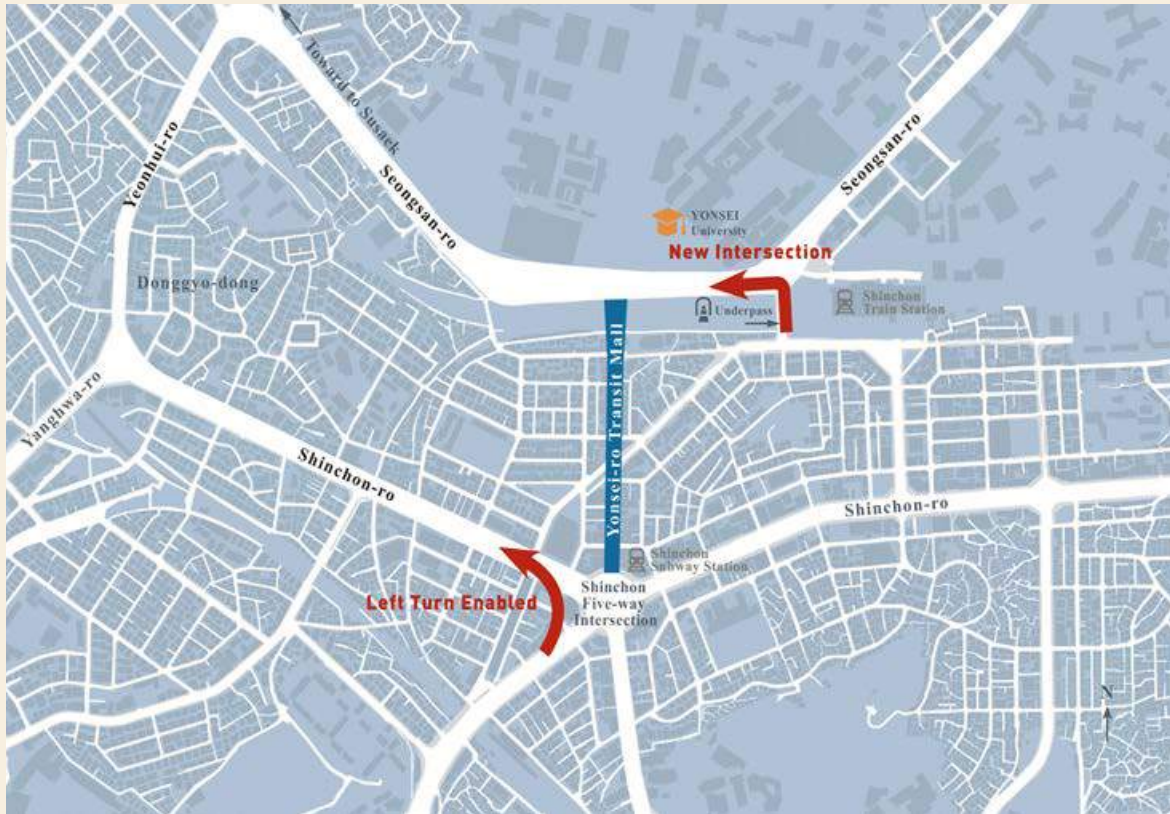 Toward to Susaek
Yeonhui-ro
Seongsan-ro
Seongsan-ro
YONSEI
University
New Intersection
Donggyo-dong
Underpass
Shinchon
Train Station
Yanghwa-ro
Yonsei-ro Transit Mall
Shinchon-ro
Shinchon-ro
Shinchon
Subway Station
Left Turn Enabled
Shinchon
Five-way
Intersection
N